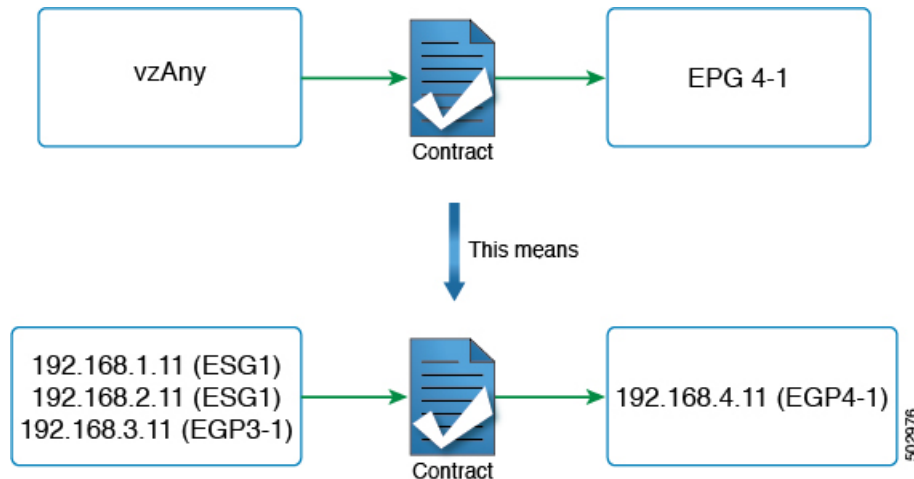 vzAny
Contract
EPG 4-1
This means
192.168.1.11 (ESG1)
192.168.2.11 (ESG1)
192.168.3.11 (EGP3-1)
Contract
192.168.4.11 (EGP4-1)
502976